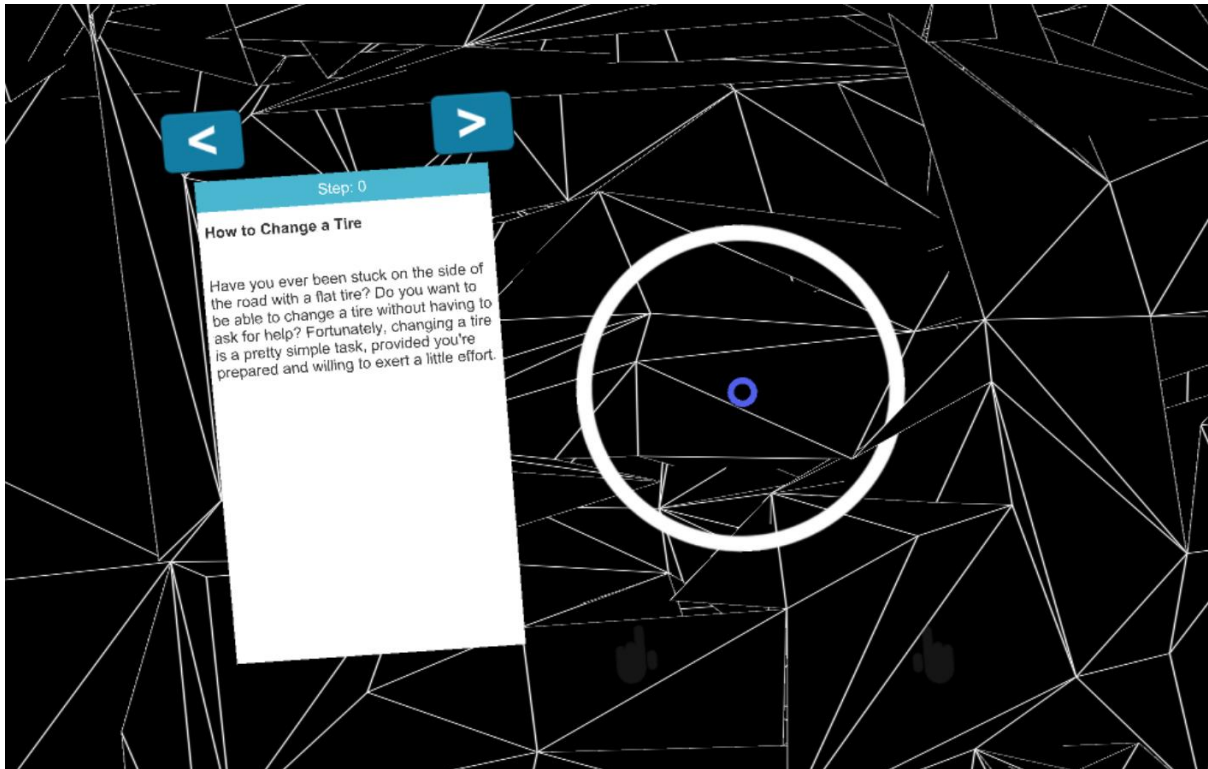 <
>
Step: 0
How to Change a Tire
Have you ever been stuck on the side of
the road with a flat tire? Do you want to
be able to change a tire without having to
ask for help? Fortunately, changing a tire
is a pretty simple task, provided you're
prepared and willing to exert a little effort.